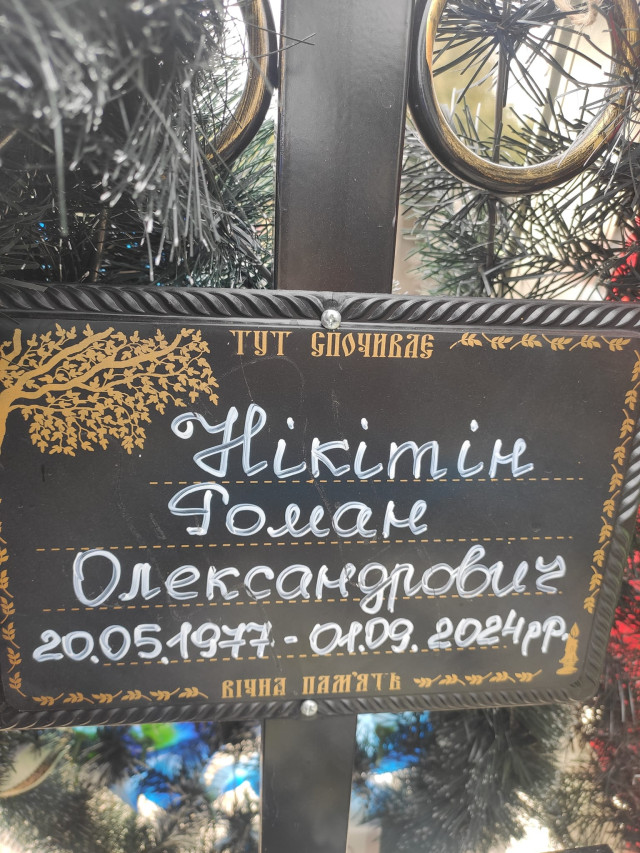 ТУТ СПОЧИВАЄ
Нікітін
Роман
Олександрович
20.05.1977 - 01.09.2024рр.
ВІЧНА ПАМ'ЯТЬ